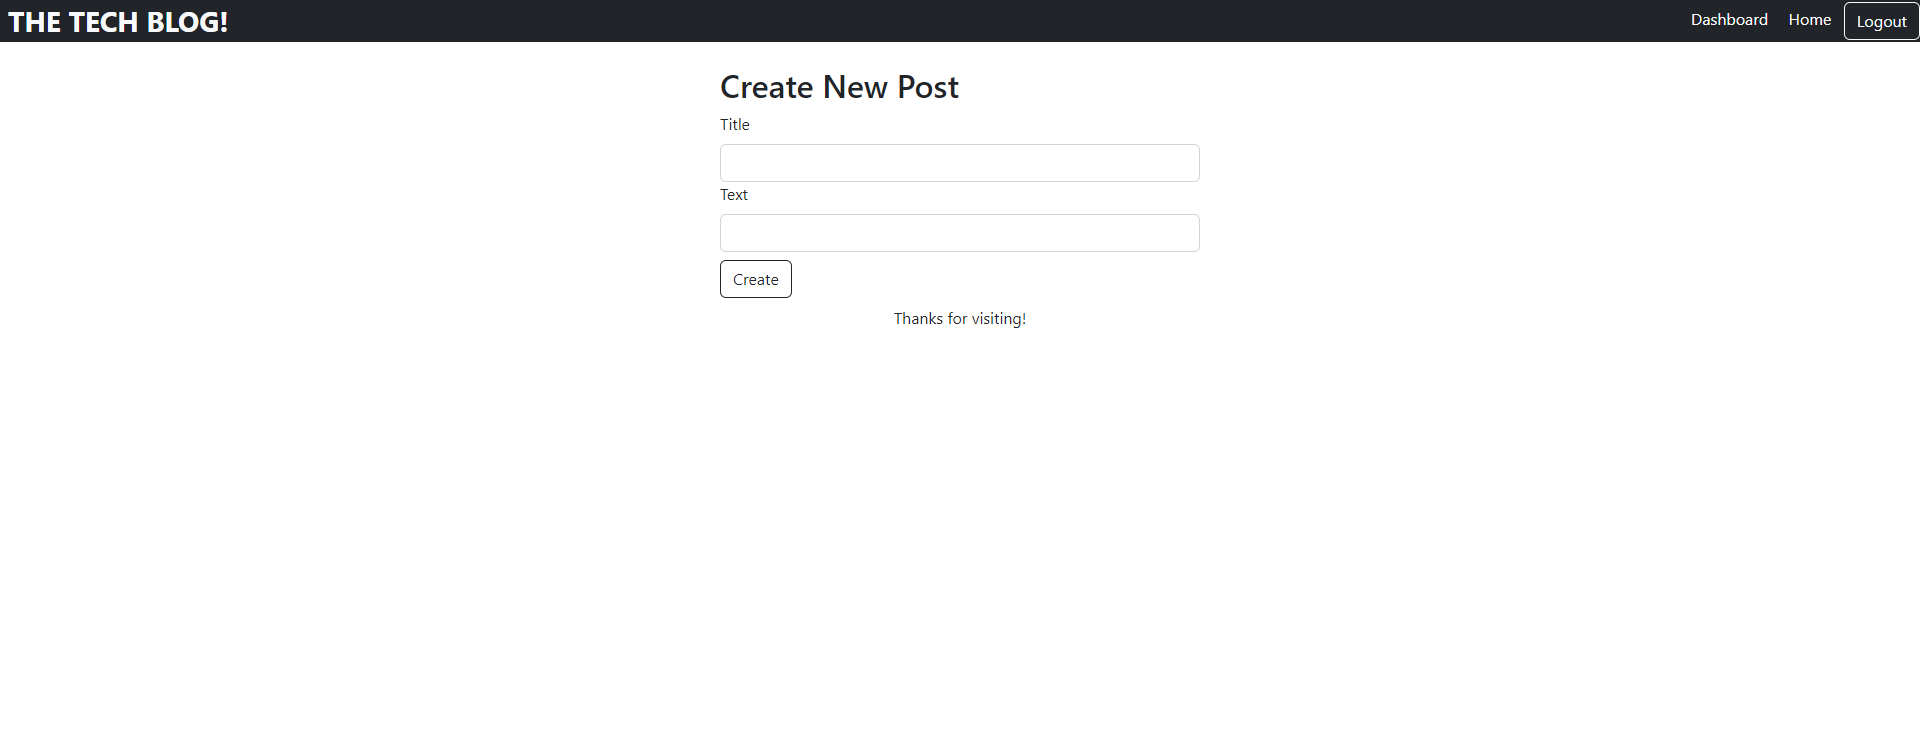 THE TECH BLOG!
Dashboard Home Logout
Create New Post
Title
Text
Create
Thanks for visiting!